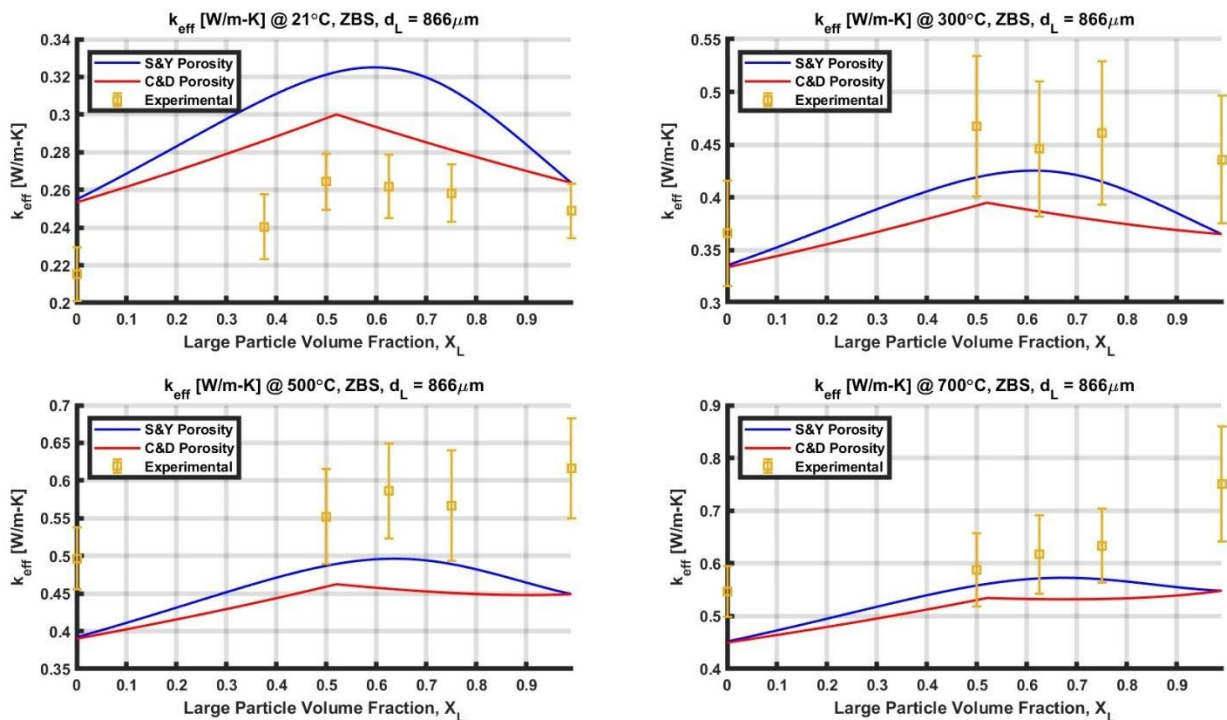 k_eff [W/m-K] @ 21°C, ZBS, d_L = 866μm
k_eff [W/m-K]
0.34
0.32
0.3
0.28
0.26
0.24
0.22
0.2
S&Y Porosity
C&D Porosity
Experimental
0 0.1 0.2 0.3 0.4 0.5 0.6 0.7 0.8 0.9
Large Particle Volume Fraction, X_L
k_eff [W/m-K] @ 300°C, ZBS, d_L = 866μm
k_eff [W/m-K]
0.55
0.5
0.45
0.4
0.35
0.3
S&Y Porosity
C&D Porosity
Experimental
0 0.1 0.2 0.3 0.4 0.5 0.6 0.7 0.8 0.9
Large Particle Volume Fraction, X_L
k_eff [W/m-K] @ 500°C, ZBS, d_L = 866μm
k_eff [W/m-K]
0.7
0.65
0.6
0.55
0.5
0.45
0.4
0.35
S&Y Porosity
C&D Porosity
Experimental
0 0.1 0.2 0.3 0.4 0.5 0.6 0.7 0.8 0.9
Large Particle Volume Fraction, X_L
k_eff [W/m-K] @ 700°C, ZBS, d_L = 866μm
k_eff [W/m-K]
0.9
0.8
0.7
0.6
0.5
0.4
S&Y Porosity
C&D Porosity
Experimental
0 0.1 0.2 0.3 0.4 0.5 0.6 0.7 0.8 0.9
Large Particle Volume Fraction, X_L